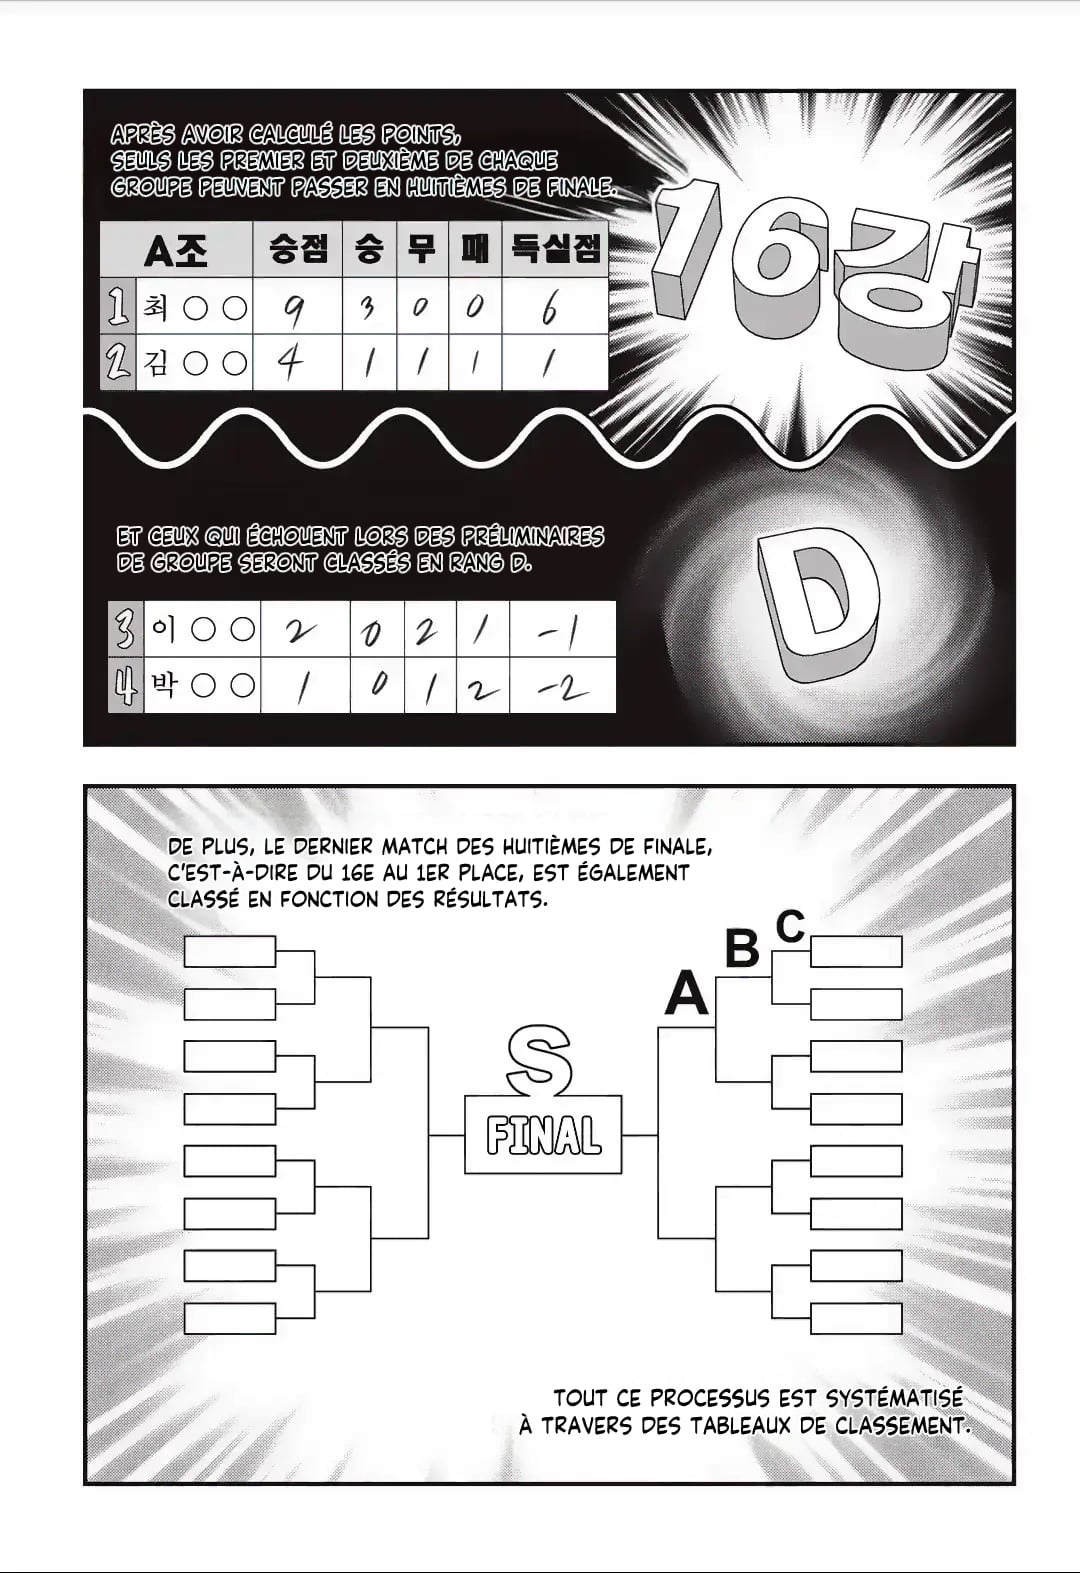 APRÈS AVOIR CALCULÉ LES POINTS,
SEULS LES PREMIER ET DEUXIÈME DE CHAQUE
GROUPE PEUVENT PASSER EN HUITIÈMES DE FINALE.
16강
A조 승점 승 무 패 득실점
1 최 ○ ○ 9 3 0 0 6
2 김 ○ ○ 4 1 1 1 1
ET CEUX QUI ÉCHOUENT LORS DES PRÉLIMINAIRES
DE GROUPE SERONT CLASSÉS EN RANG D.
D
3 이 ○ ○ 2 0 2 1 -1
4 박 ○ ○ 1 0 1 2 -2
DE PLUS, LE DERNIER MATCH DES HUITIÈMES DE FINALE,
C'EST-À-DIRE DU 16E AU 1ER PLACE, EST ÉGALEMENT
CLASSÉ EN FONCTION DES RÉSULTATS.
C
B
A
S
FINAL
TOUT CE PROCESSUS EST SYSTÉMATISÉ
À TRAVERS DES TABLEAUX DE CLASSEMENT.